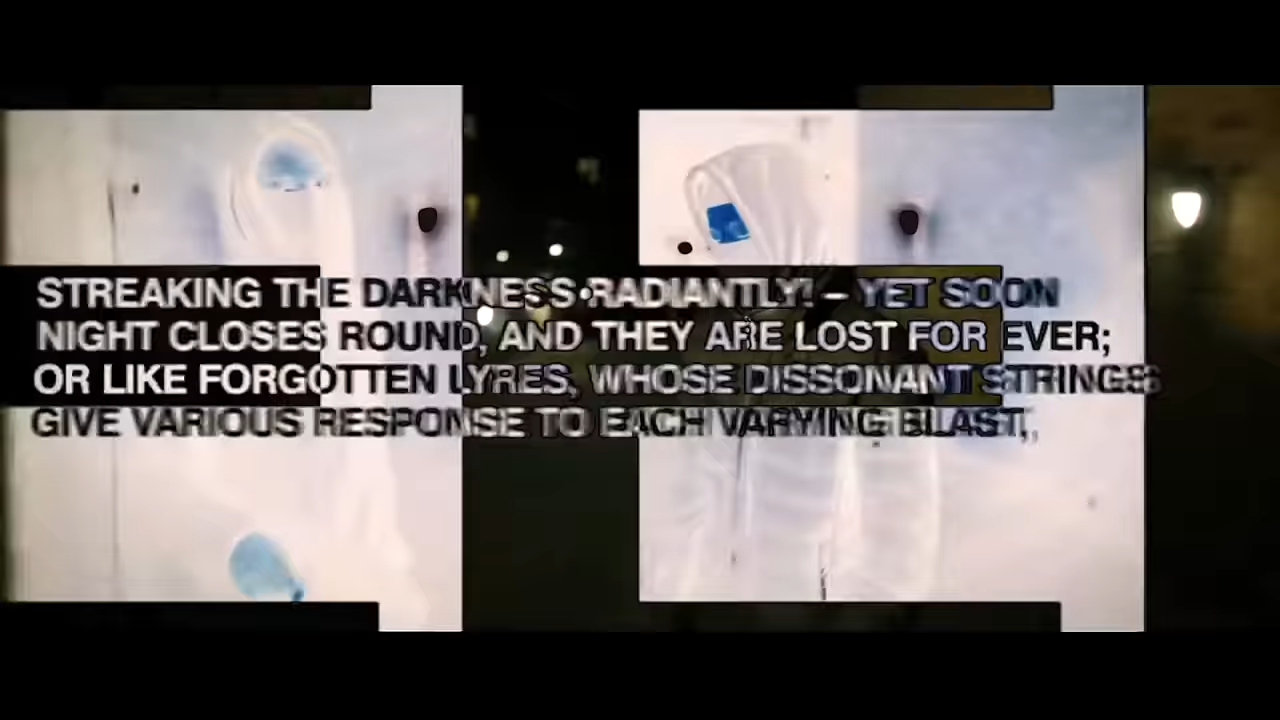 STREAKING THE DARKNESS RADIANTLY! – YET SOON
NIGHT CLOSES ROUND, AND THEY ARE LOST FOR EVER;
OR LIKE FORGOTTEN LYRES, WHOSE DISSONANT STRINGS
GIVE VARIOUS RESPONSE TO EACH VARYING BLAST,